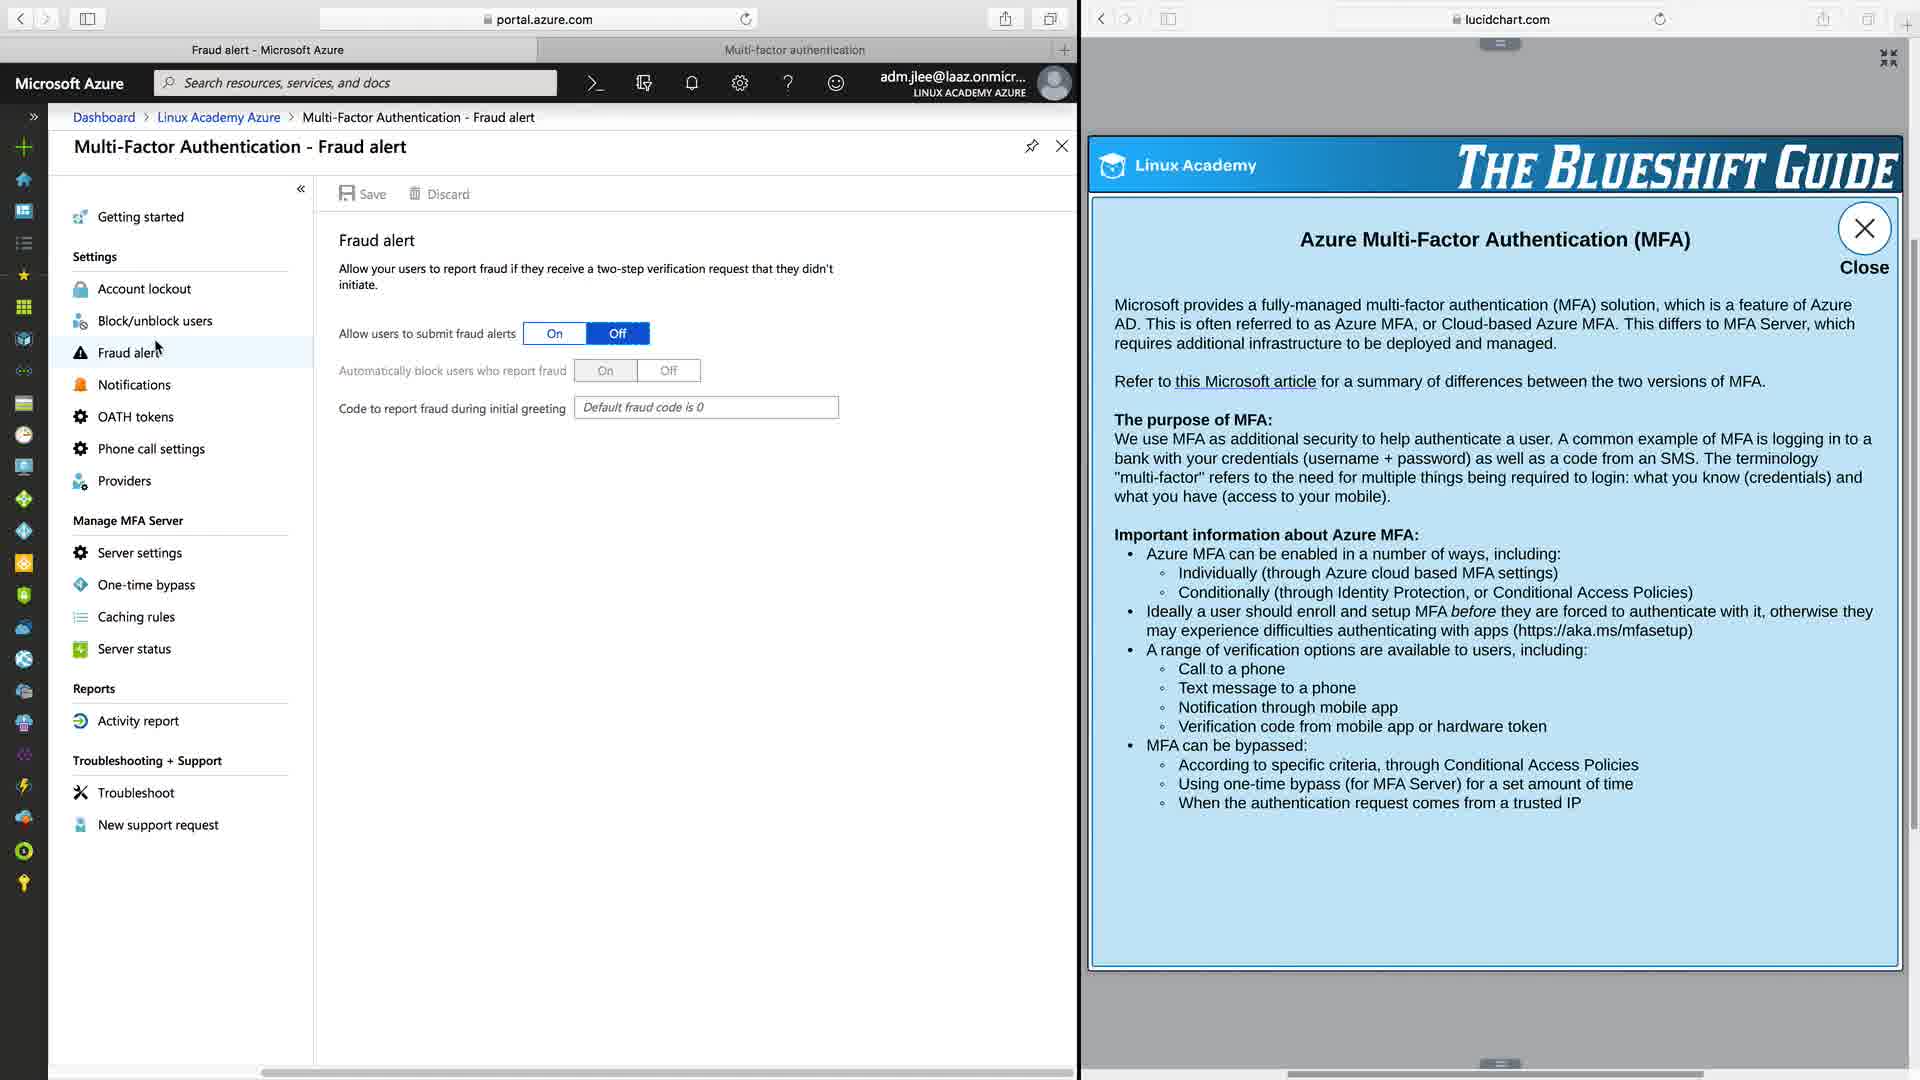 portal.azure.com
Fraud alert - Microsoft Azure
Multi-factor authentication
Microsoft Azure
Search resources, services, and docs
adm.jlee@laaz.onmicr...
LINUX ACADEMY AZURE
Dashboard > Linux Academy Azure > Multi-Factor Authentication - Fraud alert
Multi-Factor Authentication - Fraud alert
Getting started
Settings
Account lockout
Block/unblock users
Fraud alert
Notifications
OATH tokens
Phone call settings
Providers
Manage MFA Server
Server settings
One-time bypass
Caching rules
Server status
Reports
Activity report
Troubleshooting + Support
Troubleshoot
New support request
Save Discard
Fraud alert
Allow your users to report fraud if they receive a two-step verification request that they didn't
initiate.
Allow users to submit fraud alerts On Off
Automatically block users who report fraud On Off
Code to report fraud during initial greeting Default fraud code is 0
lucidchart.com
Linux Academy
THE BLUESHIFT GUIDE
Azure Multi-Factor Authentication (MFA)
Close
Microsoft provides a fully-managed multi-factor authentication (MFA) solution, which is a feature of Azure
AD. This is often referred to as Azure MFA, or Cloud-based Azure MFA. This differs to MFA Server, which
requires additional infrastructure to be deployed and managed.
Refer to this Microsoft article for a summary of differences between the two versions of MFA.
The purpose of MFA:
We use MFA as additional security to help authenticate a user. A common example of MFA is logging in to a
bank with your credentials (username + password) as well as a code from an SMS. The terminology
"multi-factor" refers to the need for multiple things being required to login: what you know (credentials) and
what you have (access to your mobile).
Important information about Azure MFA:
• Azure MFA can be enabled in a number of ways, including:
◦ Individually (through Azure cloud based MFA settings)
◦ Conditionally (through Identity Protection, or Conditional Access Policies)
• Ideally a user should enroll and setup MFA before they are forced to authenticate with it, otherwise they
may experience difficulties authenticating with apps (https://aka.ms/mfasetup)
• A range of verification options are available to users, including:
◦ Call to a phone
◦ Text message to a phone
◦ Notification through mobile app
◦ Verification code from mobile app or hardware token
• MFA can be bypassed:
◦ According to specific criteria, through Conditional Access Policies
◦ Using one-time bypass (for MFA Server) for a set amount of time
◦ When the authentication request comes from a trusted IP